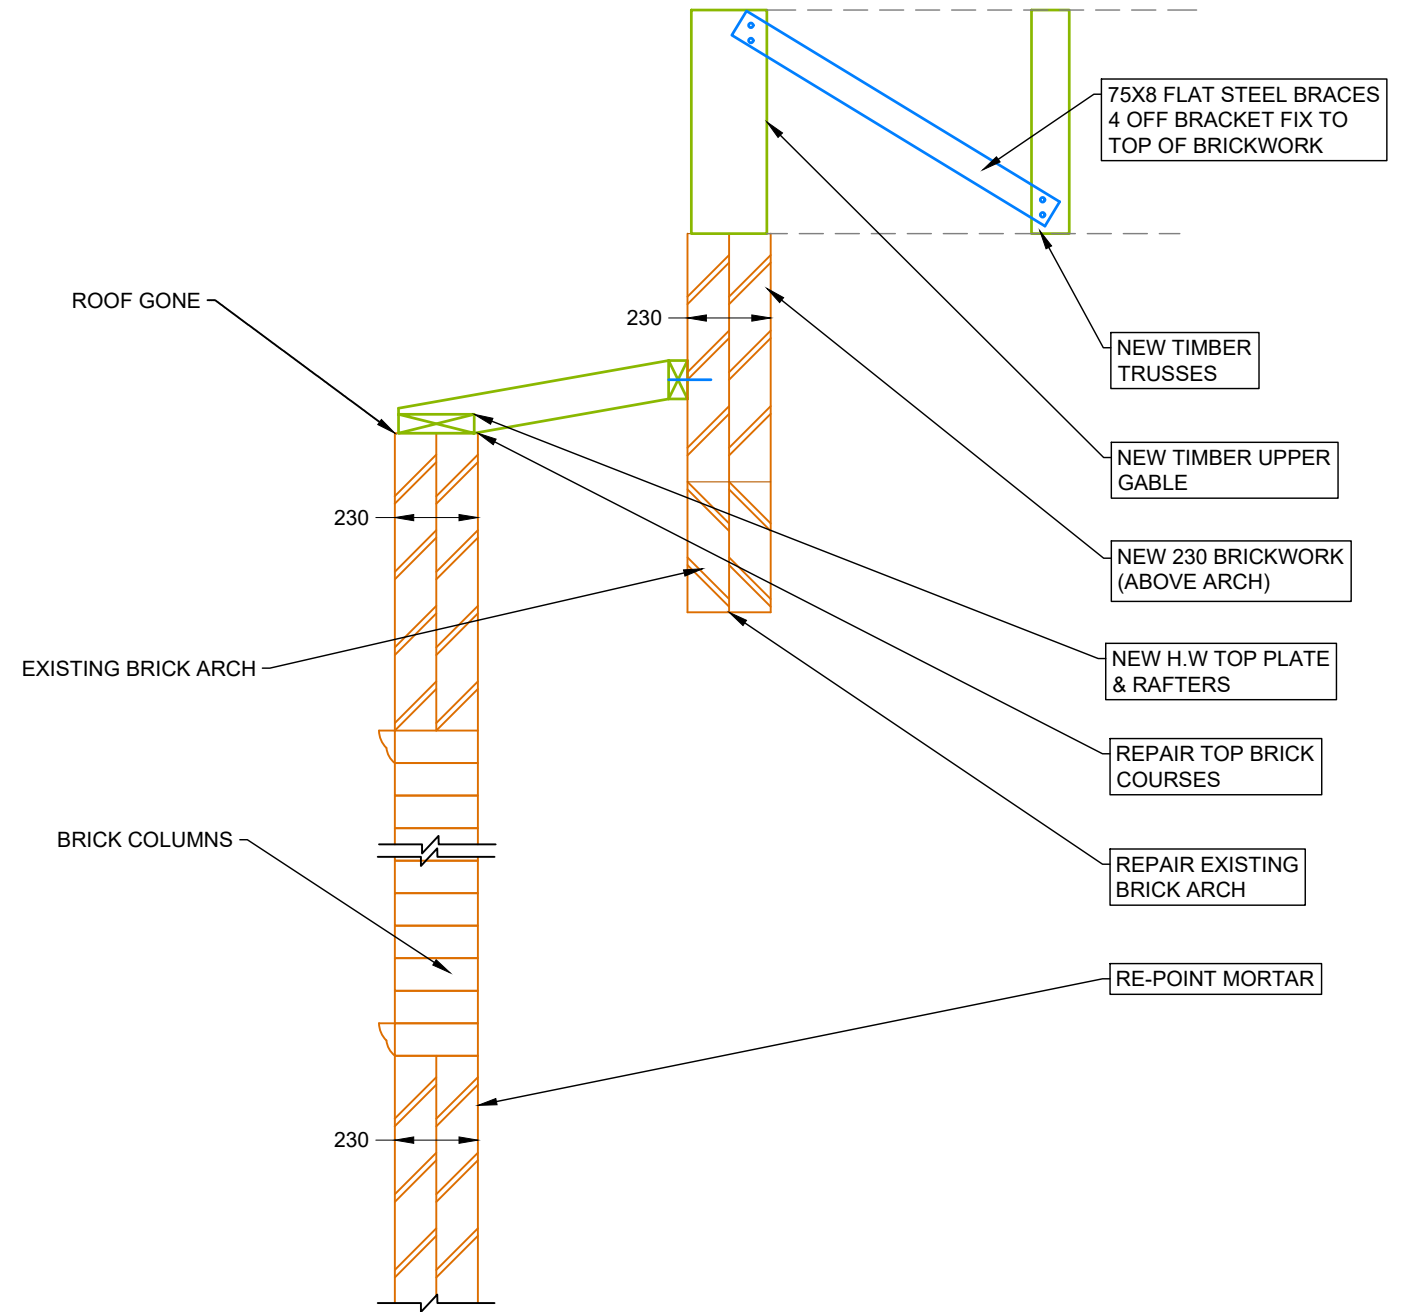 75X8 FLAT STEEL BRACES
4 OFF BRACKET FIX TO
TOP OF BRICKWORK
ROOF GONE
230
NEW TIMBER
TRUSSES
NEW TIMBER UPPER
GABLE
230
NEW 230 BRICKWORK
(ABOVE ARCH)
EXISTING BRICK ARCH
NEW H.W TOP PLATE
& RAFTERS
REPAIR TOP BRICK
COURSES
BRICK COLUMNS
REPAIR EXISTING
BRICK ARCH
RE-POINT MORTAR
230